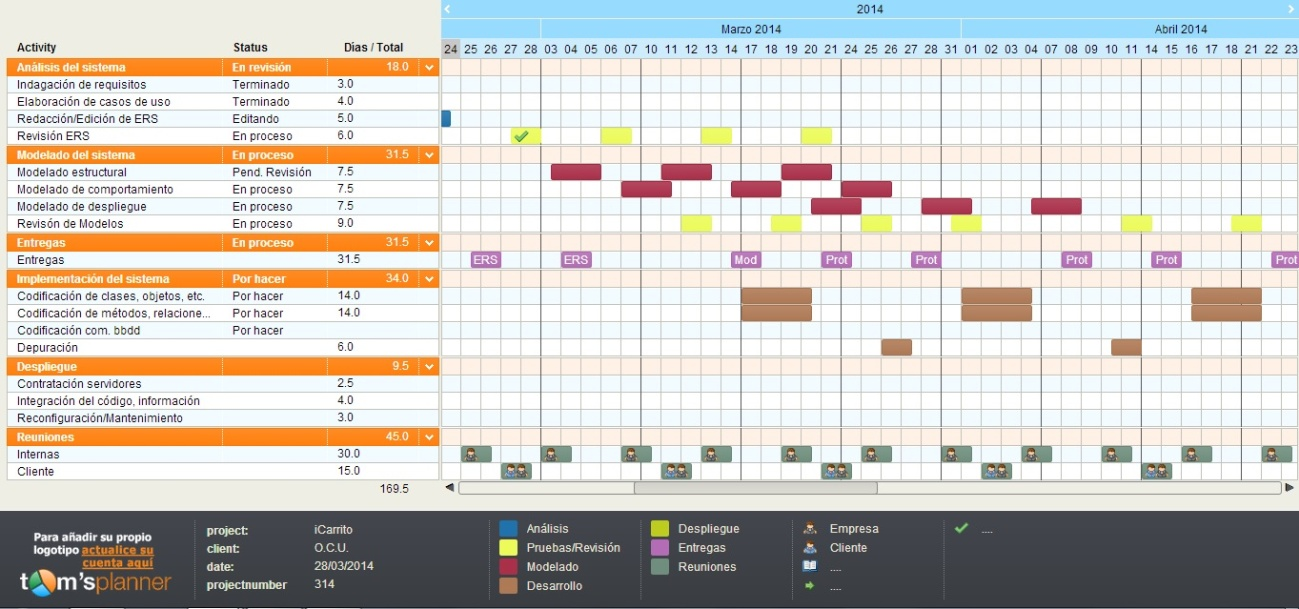 2014
Marzo 2014 Abril 2014
Activity Status Días / Total 24 25 26 27 28 03 04 05 06 07 10 11 12 13 14 17 18 19 20 21 24 25 26 27 28 31 01 02 03 04 07 08 09 10 11 14 15 16 17 18 21 22 23
Análisis del sistema En revisión 18.0
Indagación de requisitos Terminado 3.0
Elaboración de casos de uso Terminado 4.0
Redacción/Edición de ERS Editando 5.0
Revisión ERS En proceso 6.0
Modelado del sistema En proceso 31.5
Modelado estructural Pend. Revisión 7.5
Modelado de comportamiento En proceso 7.5
Modelado de despliegue En proceso 7.5
Revisón de Modelos En proceso 9.0
Entregas En proceso 31.5
Entregas 31.5 ERS ERS Mod Prot Prot Prot Prot Prot
Implementación del sistema Por hacer 34.0
Codificación de clases, objetos, etc. Por hacer 14.0
Codificación de métodos, relacione... Por hacer 14.0
Codificación com. bbdd Por hacer
Depuración 6.0
Despliegue 9.5
Contratación servidores 2.5
Integración del código, información 4.0
Reconfiguración/Mantenimiento 3.0
Reuniones 45.0
Internas 30.0
Cliente 15.0
169.5
Para añadir su propio
logotipo actualice su
cuenta aquí
tom'splanner
project: iCarrito
client: O.C.U.
date: 28/03/2014
projectnumber 314
Análisis
Pruebas/Revisión
Modelado
Desarrollo
Despliegue
Entregas
Reuniones
Empresa
Cliente
....
....
....